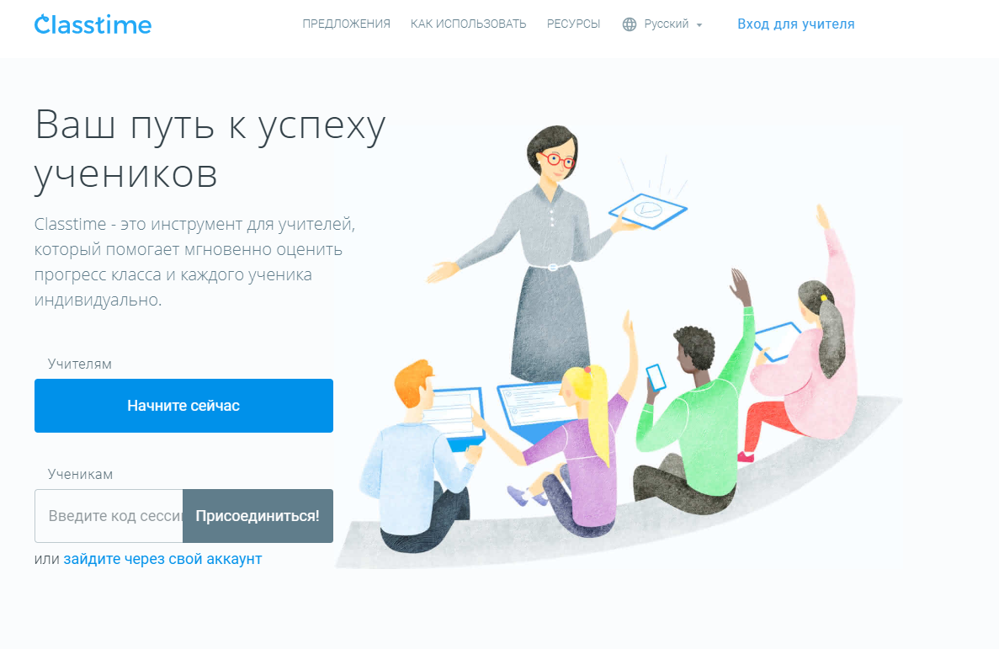 Classtime
ПРЕДЛОЖЕНИЯ КАК ИСПОЛЬЗОВАТЬ РЕСУРСЫ Русский Вход для учителя
Ваш путь к успеху
учеников
Classtime - это инструмент для учителей,
который помогает мгновенно оценить
прогресс класса и каждого ученика
индивидуально.
Учителям
Начните сейчас
Ученикам
Введите код сессии Присоединиться!
или зайдите через свой аккаунт